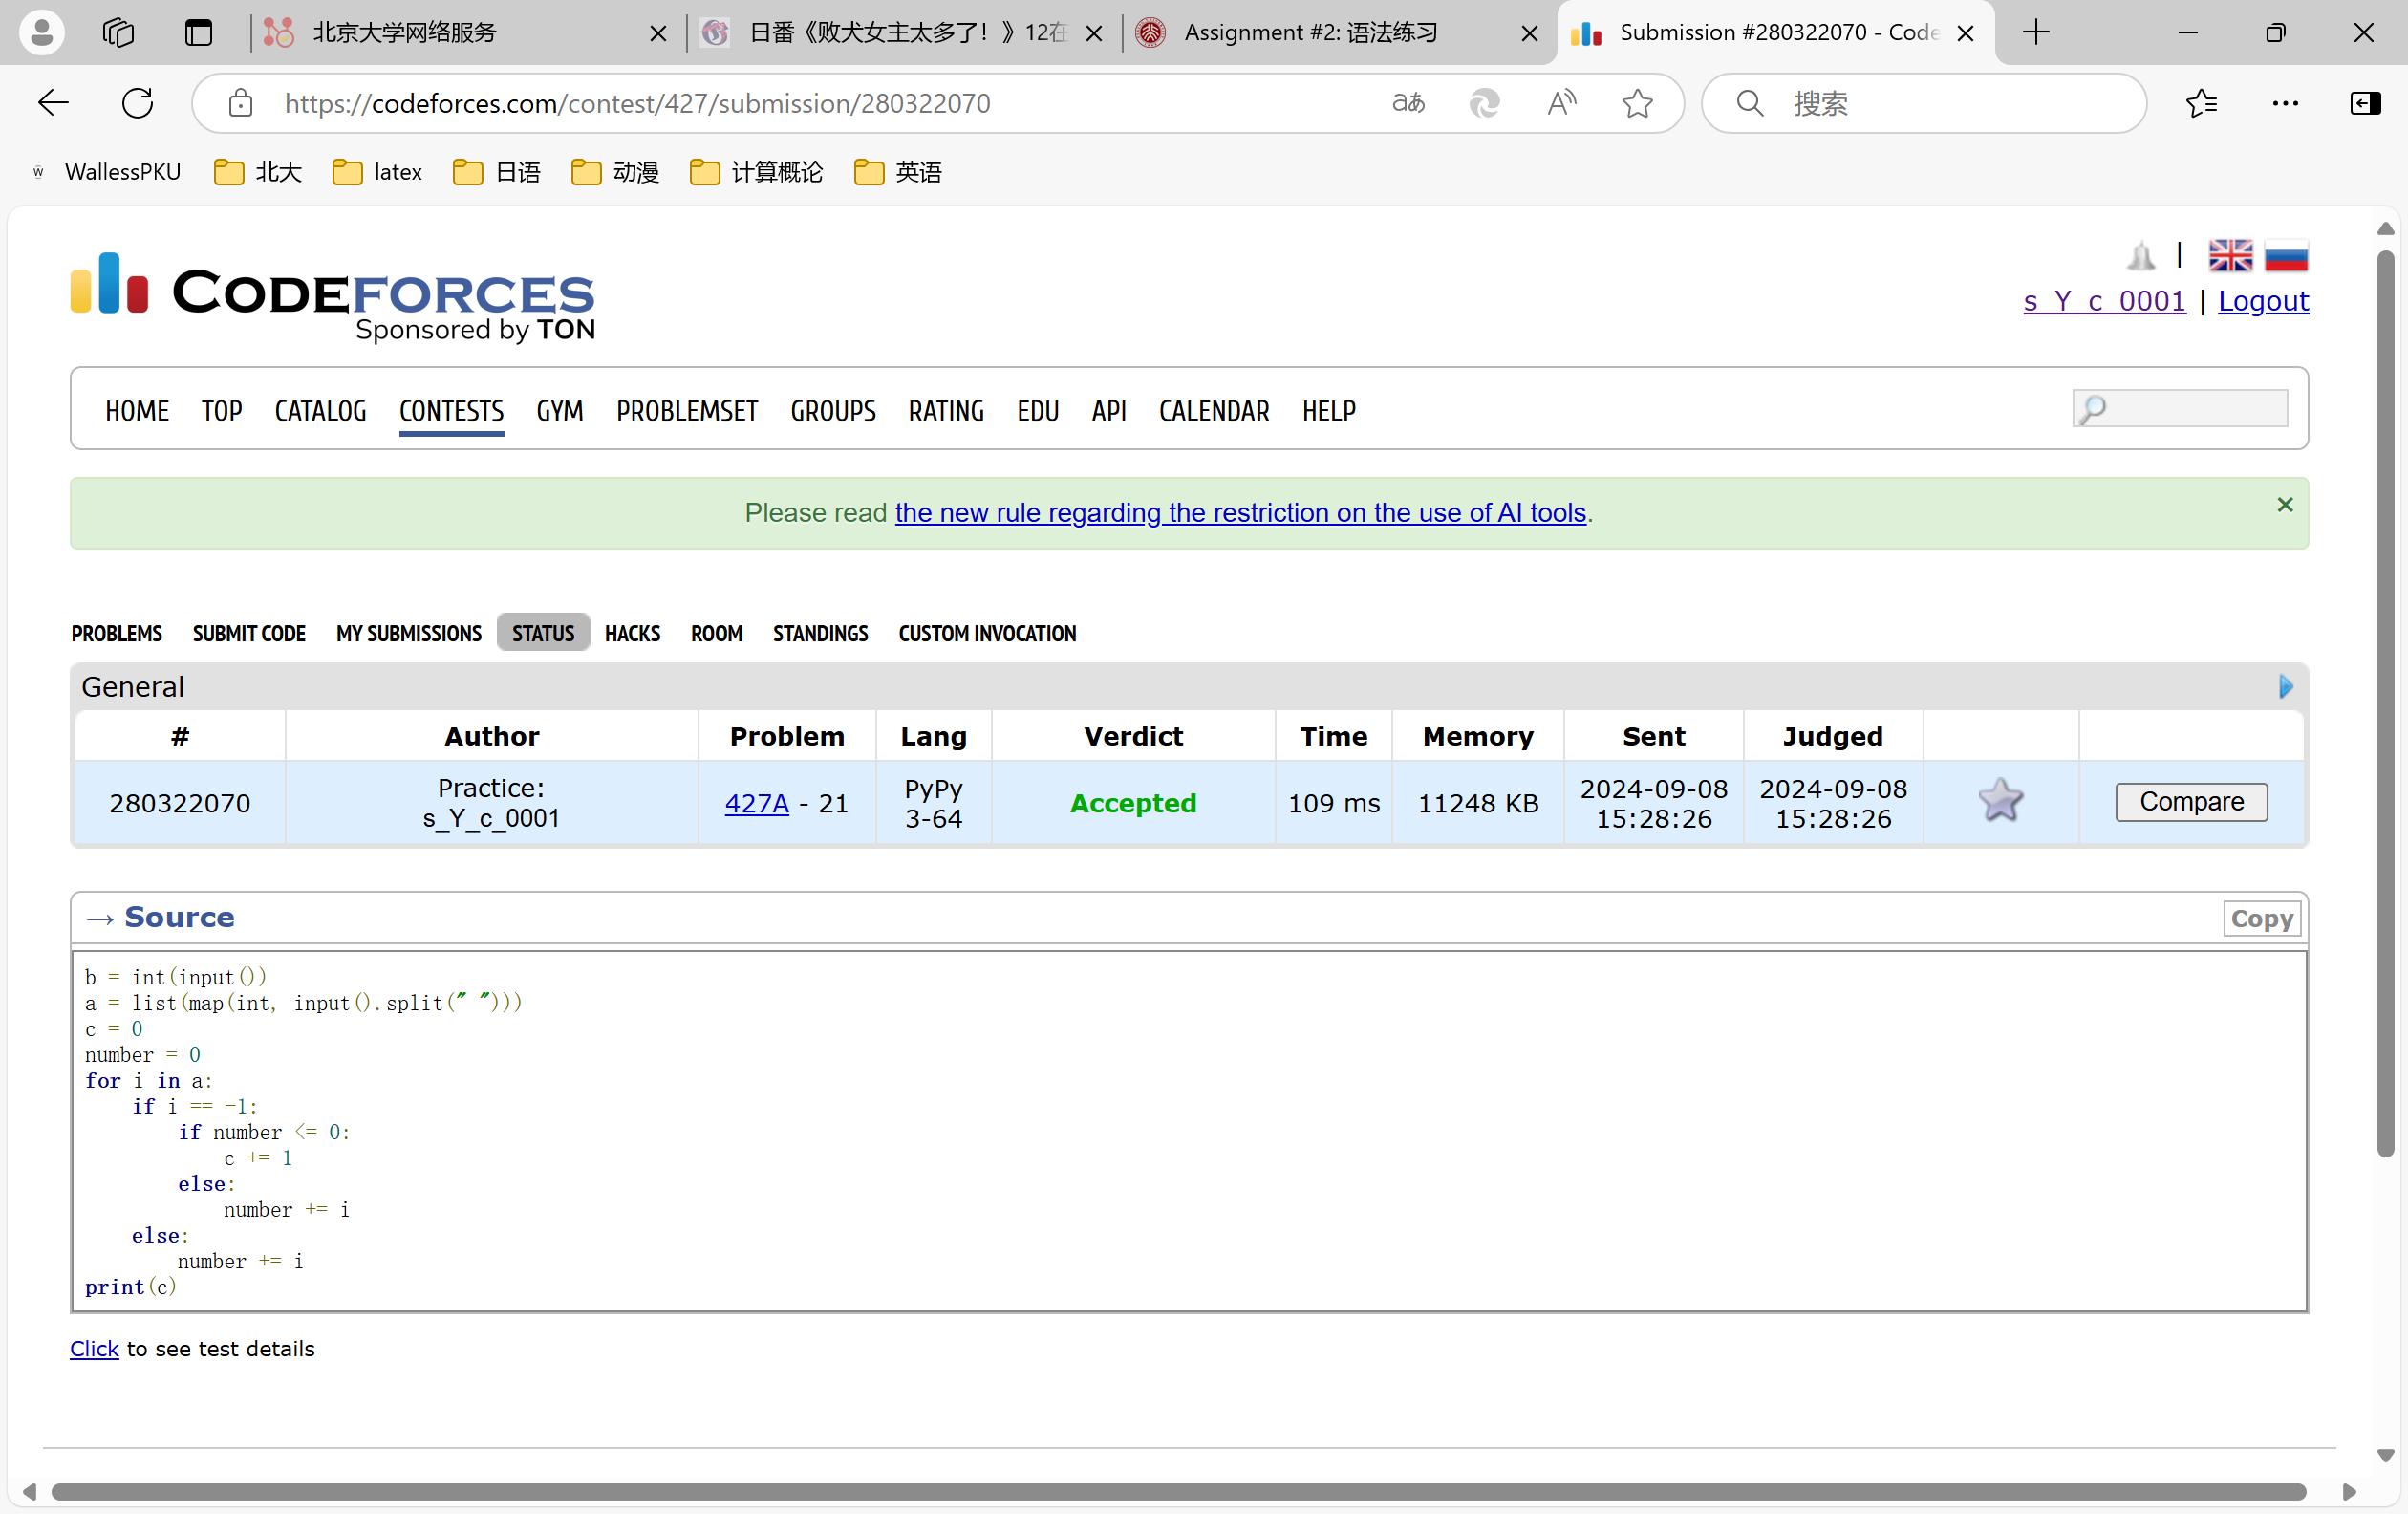 北京大学网络服务
日番《败犬女主太多了！》12在
Assignment #2: 语法练习
Submission #280322070 - Code
https://codeforces.com/contest/427/submission/280322070
搜索
WallessPKU
北大
latex
日语
动漫
计算概论
英语
CODEFORCES
Sponsored by TON
|
s_Y_c_0001 | Logout
HOME TOP CATALOG CONTESTS GYM PROBLEMSET GROUPS RATING EDU API CALENDAR HELP
Please read the new rule regarding the restriction on the use of AI tools.
PROBLEMS SUBMIT CODE MY SUBMISSIONS STATUS HACKS ROOM STANDINGS CUSTOM INVOCATION
General
# Author Problem Lang Verdict Time Memory Sent Judged
280322070 Practice: s_Y_c_0001 427A - 21 PyPy 3-64 Accepted 109 ms 11248 KB 2024-09-08 15:28:26 2024-09-08 15:28:26 Compare
→ Source
Copy
b = int(input())
a = list(map(int, input().split(" ")))
c = 0
number = 0
for i in a:
    if i == -1:
        if number <= 0:
            c += 1
        else:
            number += i
    else:
        number += i
print(c)
Click to see test details